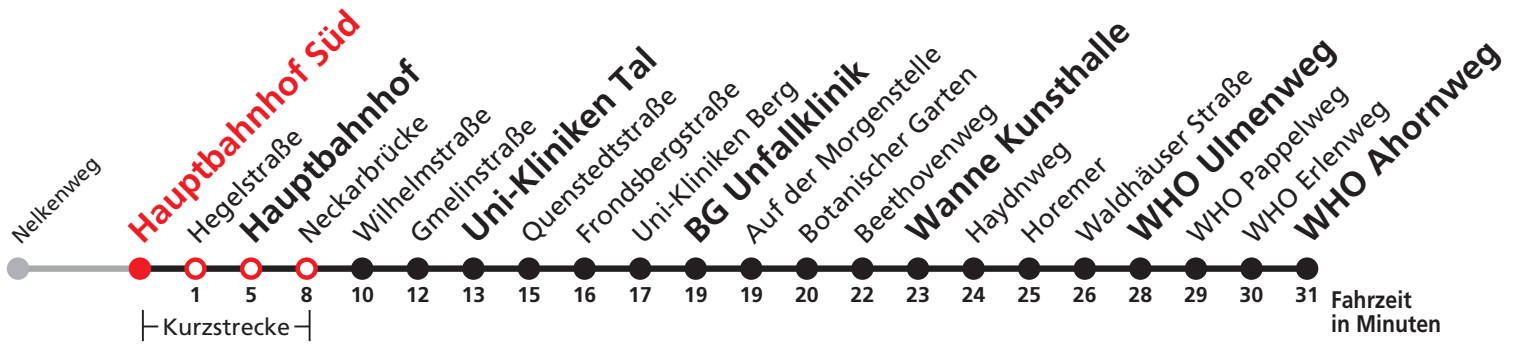 Nelkenweg
Hauptbahnhof Süd
Hegelstraße
Hauptbahnhof
Neckarbrücke
Wilhelmstraße
Gmelinstraße
Uni-Kliniken Tal
Quenstedtstraße
Frondsbergstraße
Uni-Kliniken Berg
BG Unfallklinik
Auf der Morgenstelle
Botanischer Garten
Beethovenweg
Wanne Kunsthalle
Haydnweg
Horemer
Waldhäuser Straße
WHO Ulmenweg
WHO Pappelweg
WHO Erlenweg
WHO Ahornweg
1 5 8 10 12 13 15 16 17 19 19 20 22 23 24 25 26 28 29 30 31
Fahrzeit
in Minuten
Kurzstrecke